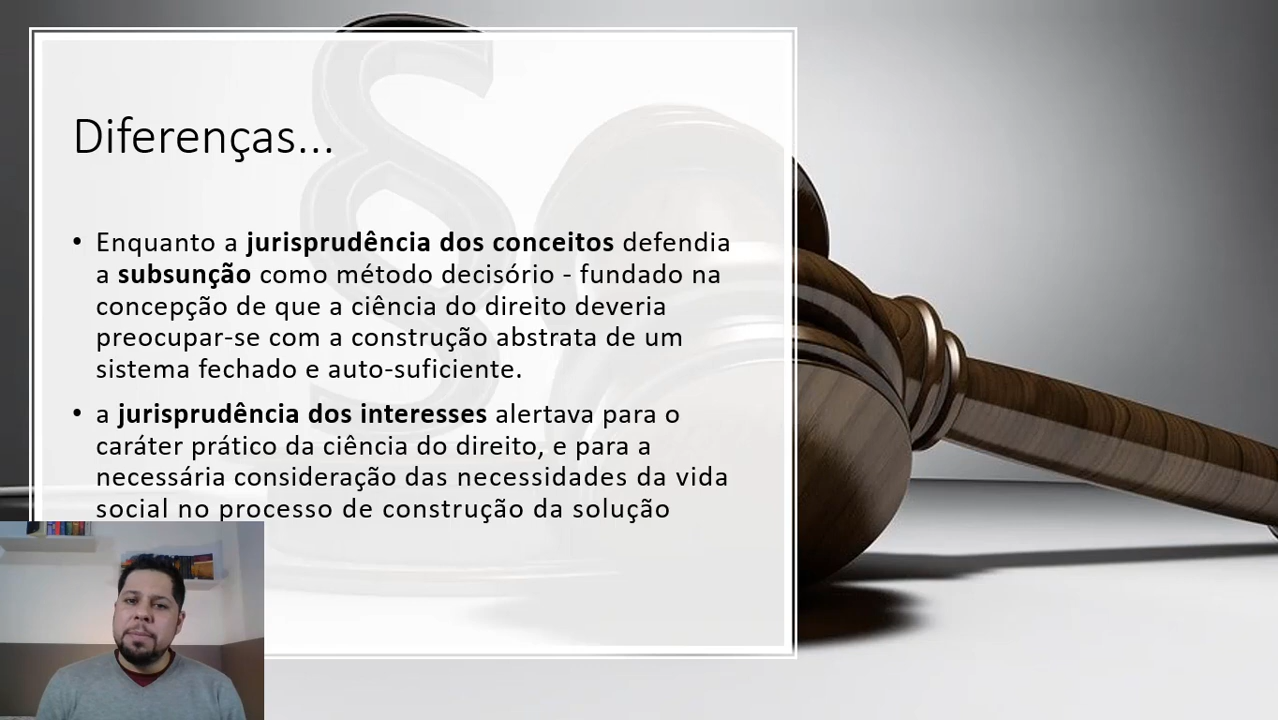 Diferenças...
• Enquanto a jurisprudência dos conceitos defendia
a subsunção como método decisório - fundado na
concepção de que a ciência do direito deveria
preocupar-se com a construção abstrata de um
sistema fechado e auto-suficiente.
• a jurisprudência dos interesses alertava para o
caráter prático da ciência do direito, e para a
necessária consideração das necessidades da vida
social no processo de construção da solução